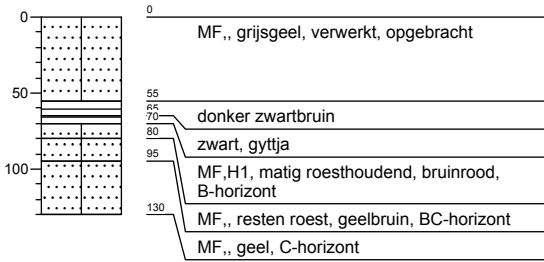 0
0
MF,, grijsgeel, verwerkt, opgebracht
50
55
65
donker zwartbruin
70
zwart, gyttja
80
MF,H1, matig roesthoudend, bruinrood,
B-horizont
95
100
MF,, resten roest, geelbruin, BC-horizont
130
MF,, geel, C-horizont